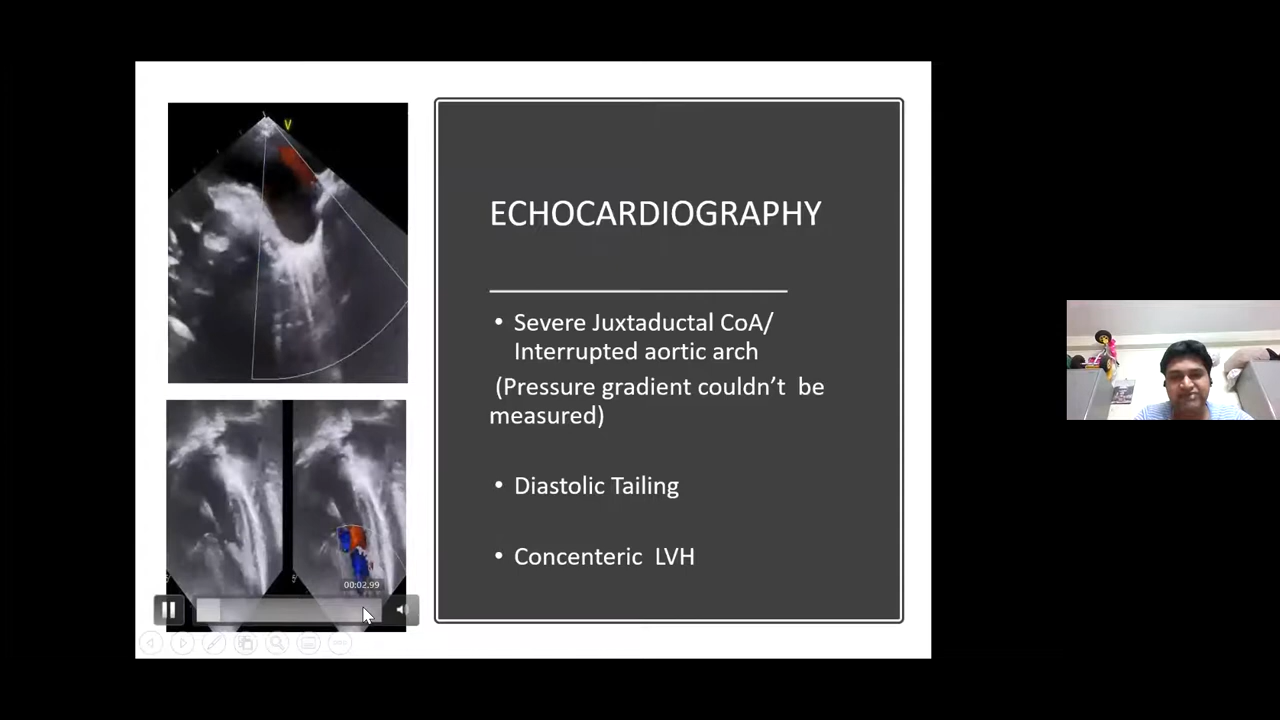 V
ECHOCARDIOGRAPHY
• Severe Juxtaductal CoA/
Interrupted aortic arch
(Pressure gradient couldn’t be
measured)
• Diastolic Tailing
• Concenteric LVH
00:02.99